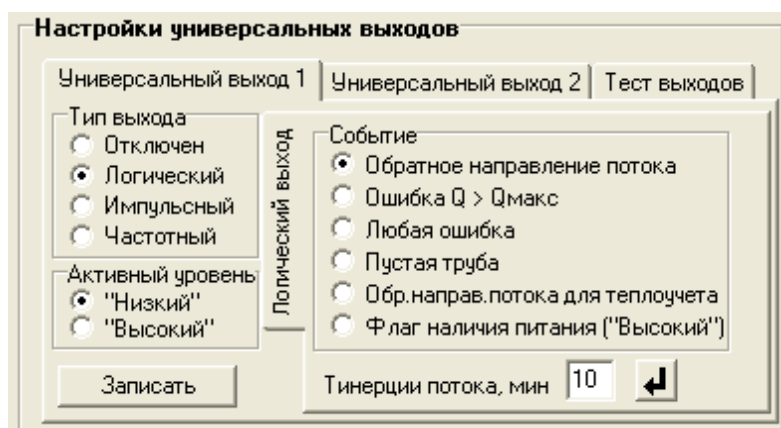 Настройки универсальных выходов
Универсальный выход 1
Универсальный выход 2
Тест выходов
Тип выхода
Отключен
Логический
Импульсный
Частотный
Активный уровень
"Низкий"
"Высокий"
Записать
Логический выход
Событие
Обратное направление потока
Ошибка Q > Qмакс
Любая ошибка
Пустая труба
Обр.направ.потока для теплоучета
Флаг наличия питания ("Высокий")
Тинерции потока, мин 10